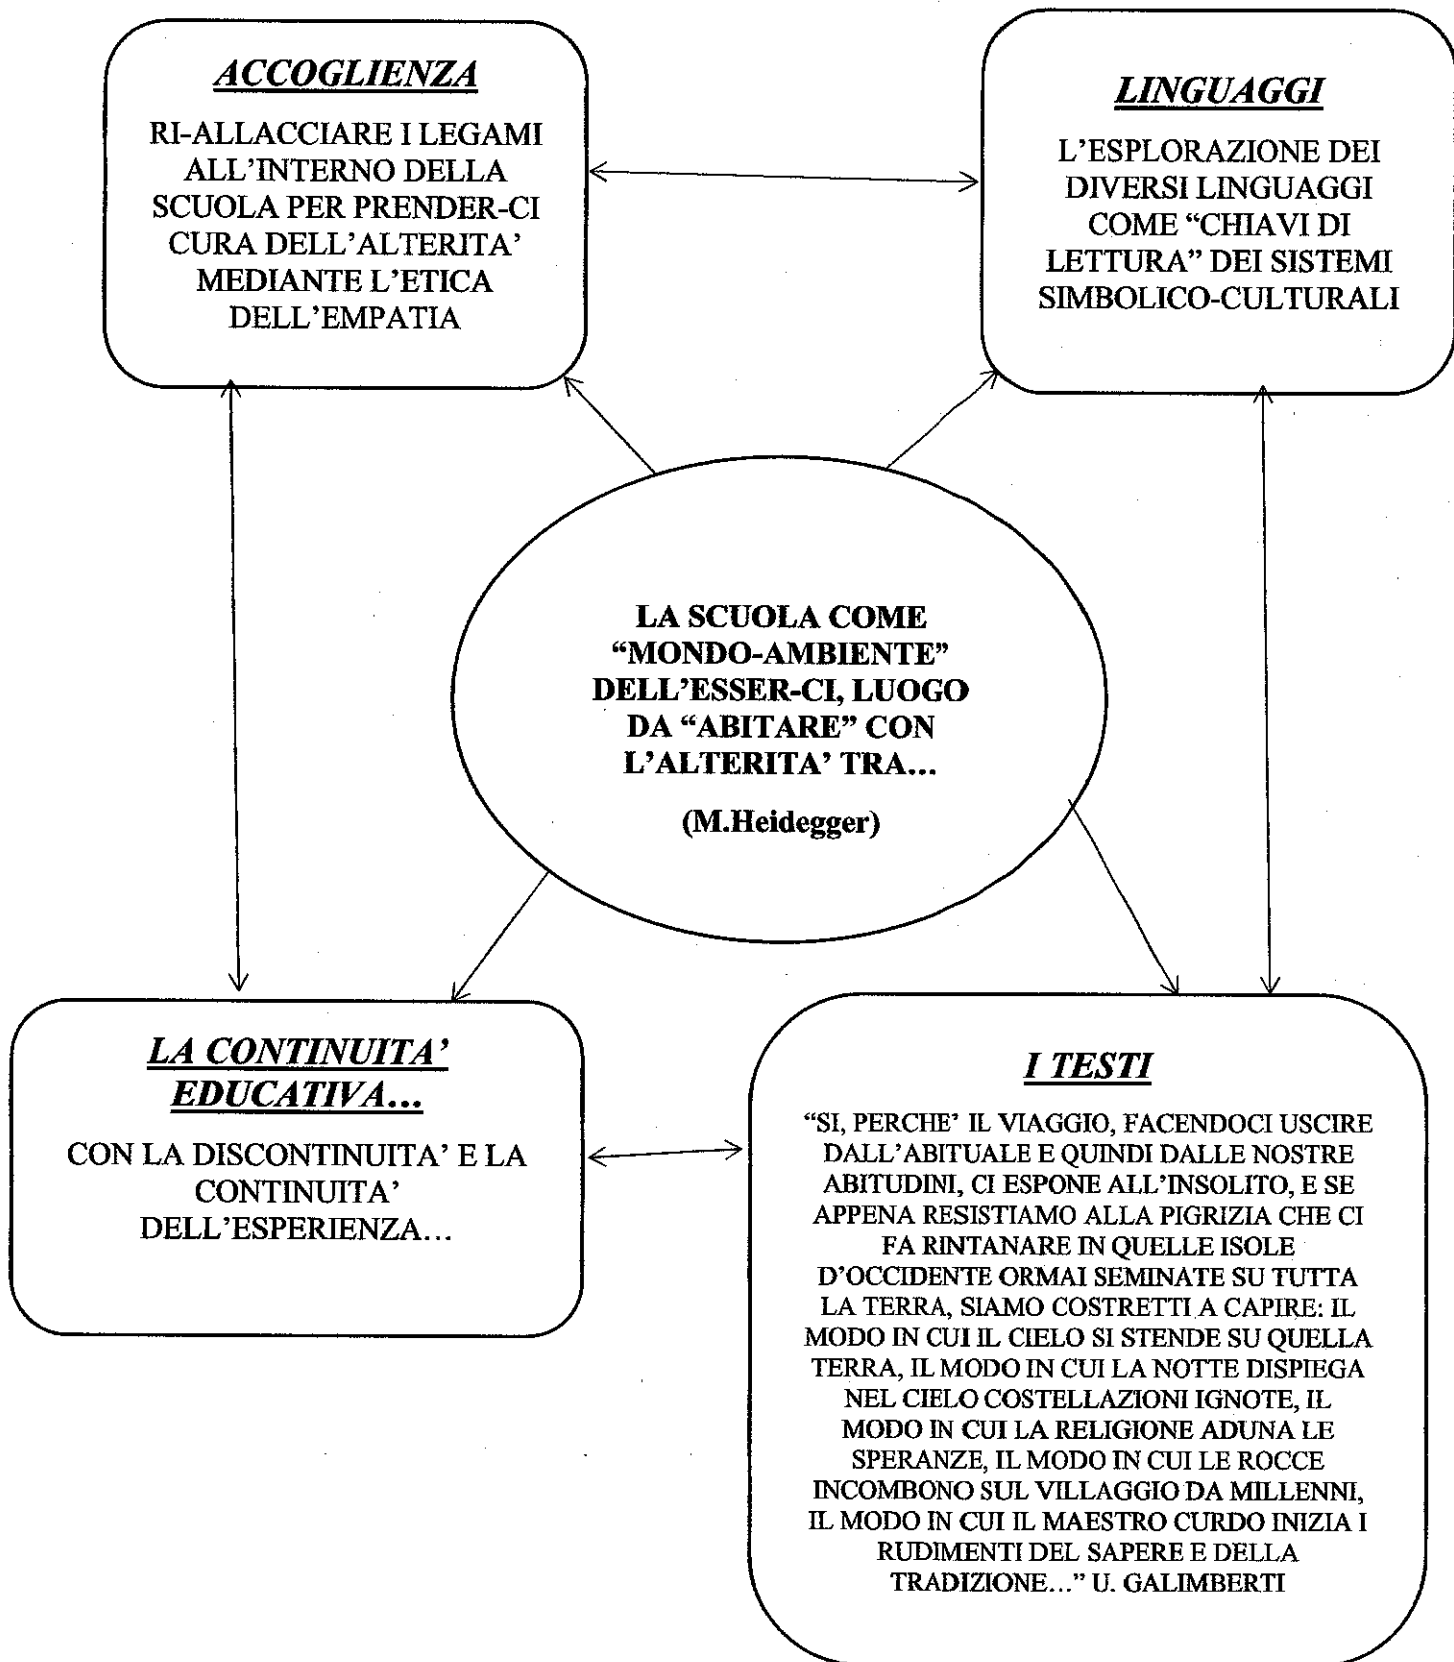 ACCOGLIENZA
RI-ALLACCIARE I LEGAMI
ALL'INTERNO DELLA
SCUOLA PER PRENDER-CI
CURA DELL'ALTERITA'
MEDIANTE L'ETICA
DELL'EMPATIA
LINGUAGGI
L'ESPLORAZIONE DEI
DIVERSI LINGUAGGI
COME “CHIAVI DI
LETTURA” DEI SISTEMI
SIMBOLICO-CULTURALI
LA SCUOLA COME
“MONDO-AMBIENTE”
DELL'ESSER-CI, LUOGO
DA “ABITARE” CON
L'ALTERITA' TRA...
(M.Heidegger)
LA CONTINUITA'
EDUCATIVA...
CON LA DISCONTINUITA' E LA
CONTINUITA'
DELL'ESPERIENZA...
I TESTI
“SI, PERCHE' IL VIAGGIO, FACENDOCI USCIRE
DALL'ABITUALE E QUINDI DALLE NOSTRE
ABITUDINI, CI ESPONE ALL'INSOLITO, E SE
APPENA RESISTIAMO ALLA PIGRIZIA CHE CI
FA RINTANARE IN QUELLE ISOLE
D'OCCIDENTE ORMAI SEMINATE SU TUTTA
LA TERRA, SIAMO COSTRETTI A CAPIRE: IL
MODO IN CUI IL CIELO SI STENDE SU QUELLA
TERRA, IL MODO IN CUI LA NOTTE DISPIEGA
NEL CIELO COSTELLAZIONI IGNOTE, IL
MODO IN CUI LA RELIGIONE ADUNA LE
SPERANZE, IL MODO IN CUI LE ROCCE
INCOMBONO SUL VILLAGGIO DA MILLENNI,
IL MODO IN CUI IL MAESTRO CURDO INIZIA I
RUDIMENTI DEL SAPERE E DELLA
TRADIZIONE...” U. GALIMBERTI